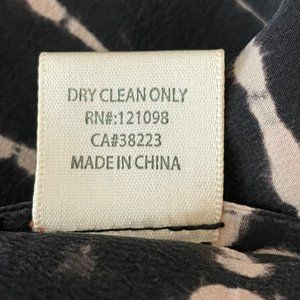 DRY CLEAN ONLY
RN#:121098
CA#38223
MADE IN CHINA